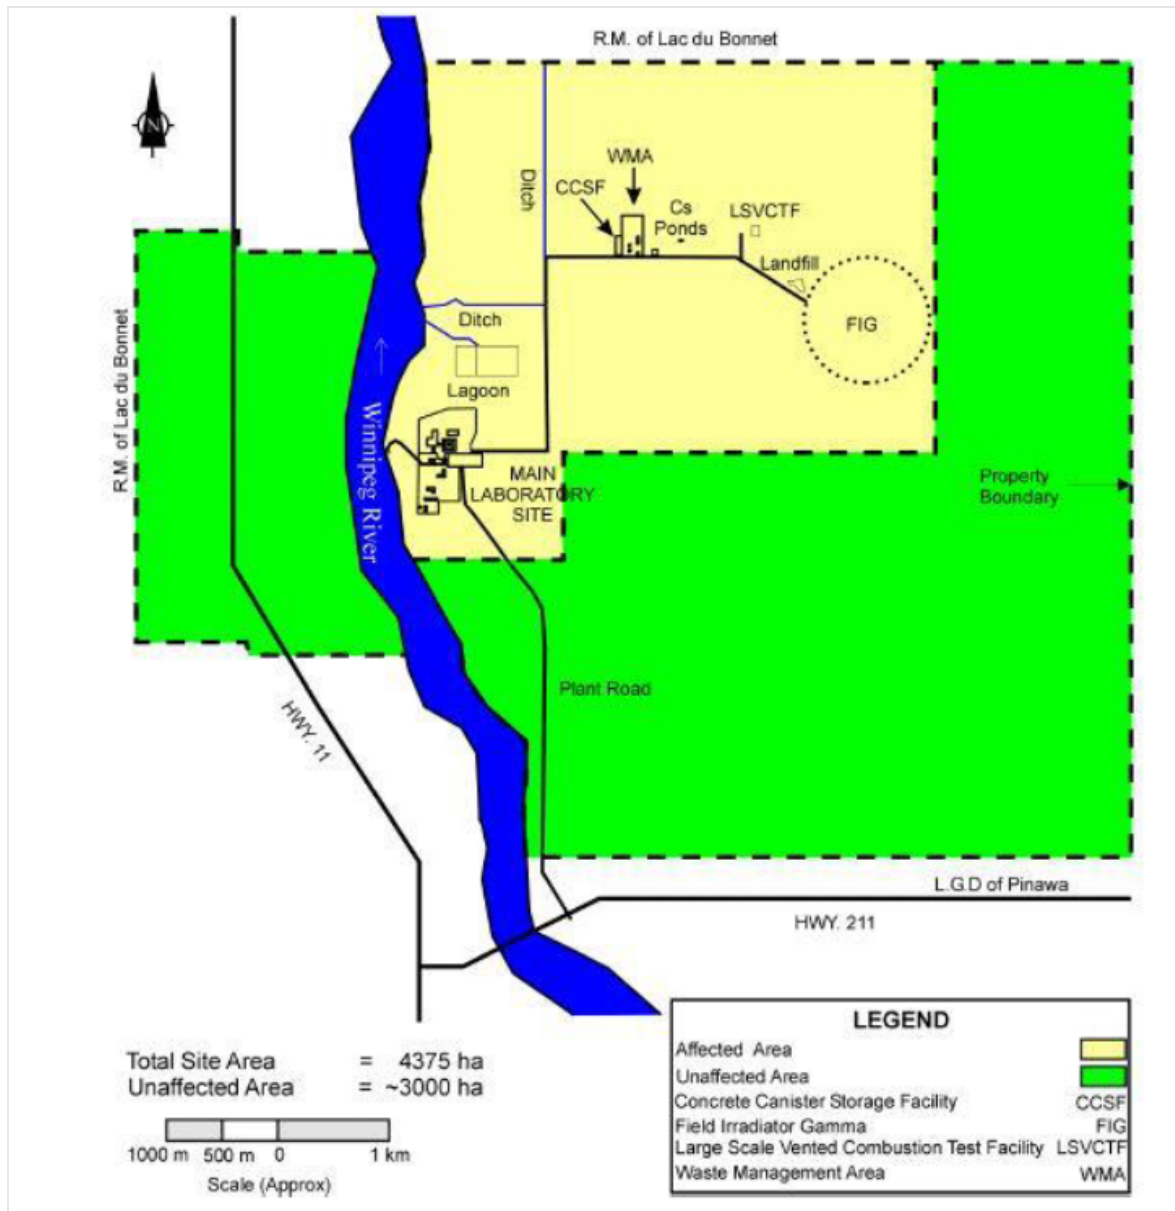 R.M. of Lac du Bonnet
N
WMA
CCSF
Ditch
Cs
Ponds
LSVCTF
Landfill
FIG
R.M. of Lac du Bonnet
Ditch
Lagoon
Winnipeg River
MAIN
LABORATORY
SITE
Property
Boundary
Plant Road
HWY. 11
L.G.D of Pinawa
HWY. 211
Total Site Area = 4375 ha
Unaffected Area = ~3000 ha
1000 m 500 m 0 1 km
Scale (Approx)
LEGEND
Affected Area
Unaffected Area
Concrete Canister Storage Facility CCSF
Field Irradiator Gamma FIG
Large Scale Vented Combustion Test Facility LSVCTF
Waste Management Area WMA